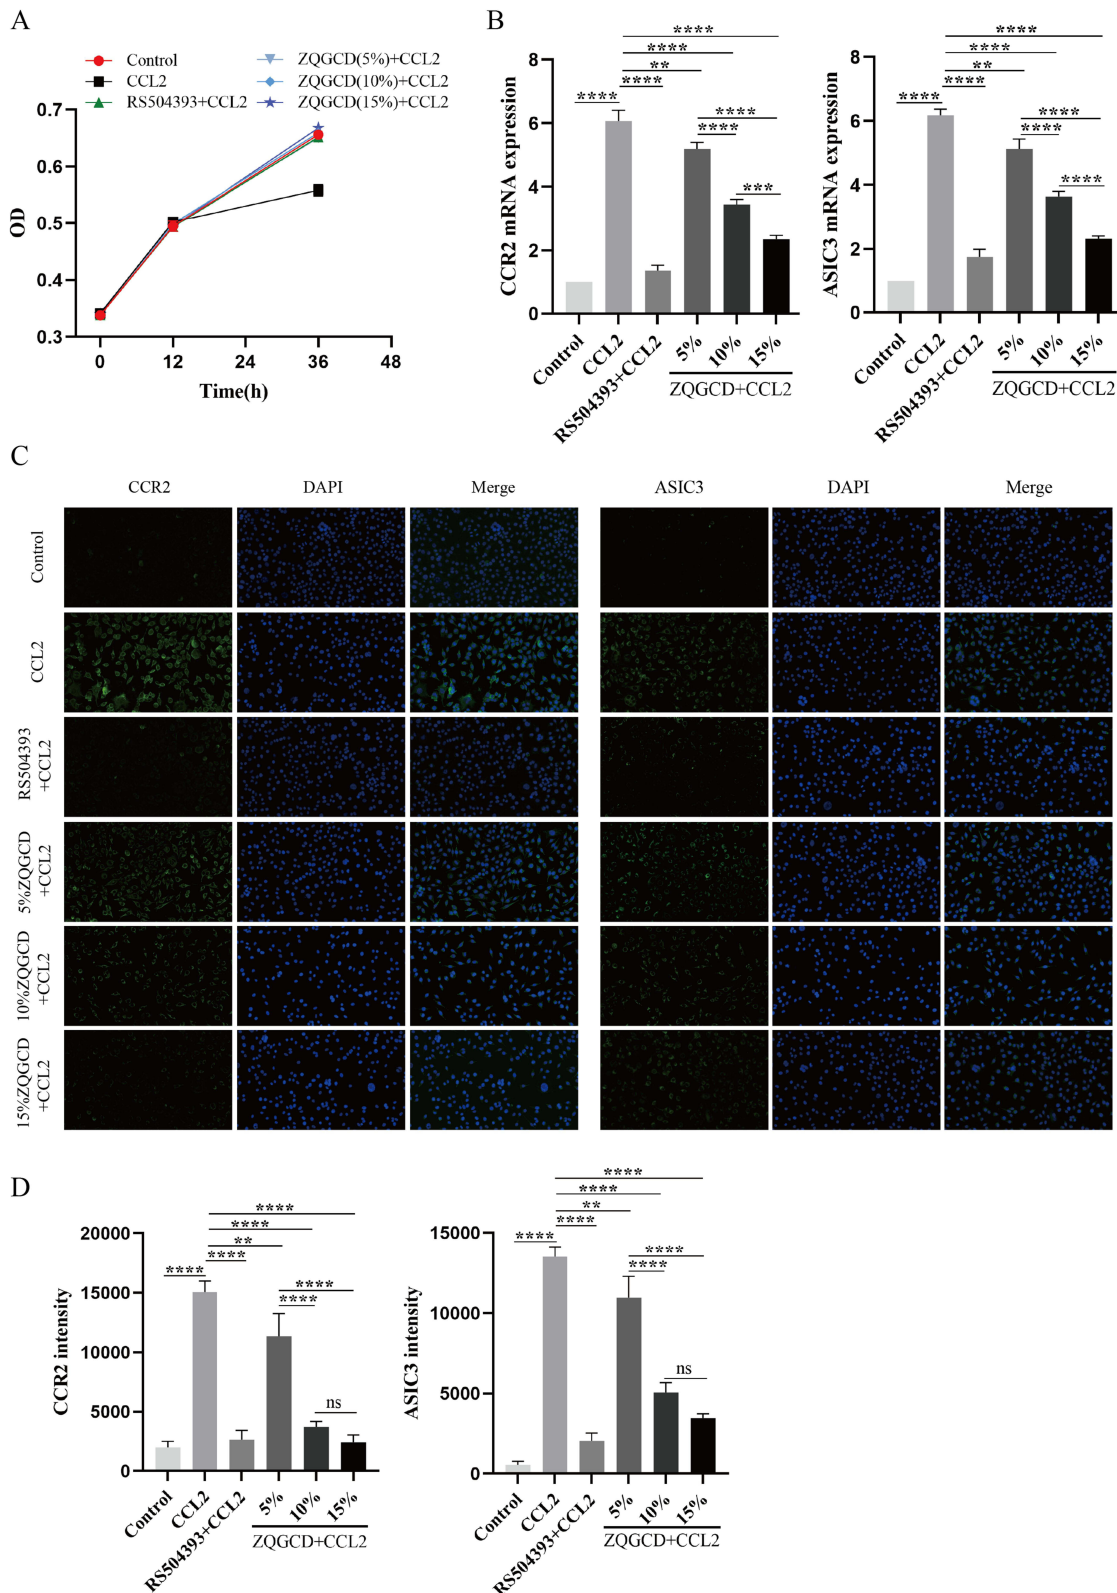 A
Control
CCL2
RS504393+CCL2
ZQGCD(5%)+CCL2
ZQGCD(10%)+CCL2
ZQGCD(15%)+CCL2
0.7
0.6
0.5
0.4
0.3
OD
0 12 24 36 48
Time(h)
B
****
****
**
****
****
****
****
***
8
6
4
2
0
CCR2 mRNA expression
Control
CCL2
RS504393+CCL2
5%
10%
15%
ZQGCD+CCL2
****
****
**
****
****
****
****
****
8
6
4
2
0
ASIC3 mRNA expression
Control
CCL2
RS504393+CCL2
5%
10%
15%
ZQGCD+CCL2
C
CCR2 DAPI Merge ASIC3 DAPI Merge
Control
CCL2
RS504393
+CCL2
5%ZQGCD
+CCL2
10%ZQGCD
+CCL2
15%ZQGCD
+CCL2
D
****
****
**
****
****
****
****
ns
20000
15000
10000
5000
0
CCR2 intensity
Control
CCL2
RS504393+CCL2
5%
10%
15%
ZQGCD+CCL2
****
****
**
****
****
****
****
ns
15000
10000
5000
0
ASIC3 intensity
Control
CCL2
RS504393+CCL2
5%
10%
15%
ZQGCD+CCL2